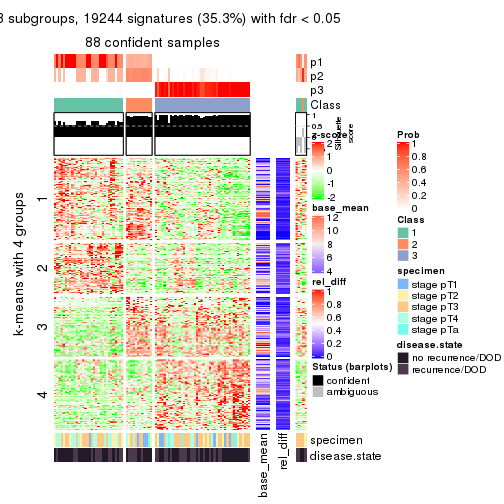 3 subgroups, 19244 signatures (35.3%) with fdr < 0.05
88 confident samples
p1
p2
p3
Class
1
0.5
0
Silhouette
score
k-means with 4 groups
1
2
3
4
z-score
2
1
0
-1
-2
base_mean
12
10
8
6
4
rel_diff
1
0.8
0.6
0.4
0.2
0
Status (barplots)
confident
ambiguous
Prob
1
0.8
0.6
0.4
0.2
0
Class
1
2
3
specimen
stage pT1
stage pT2
stage pT3
stage pT4
stage pTa
disease.state
no recurrence/DOD
recurrence/DOD
specimen
disease.state
base_mean
rel_diff